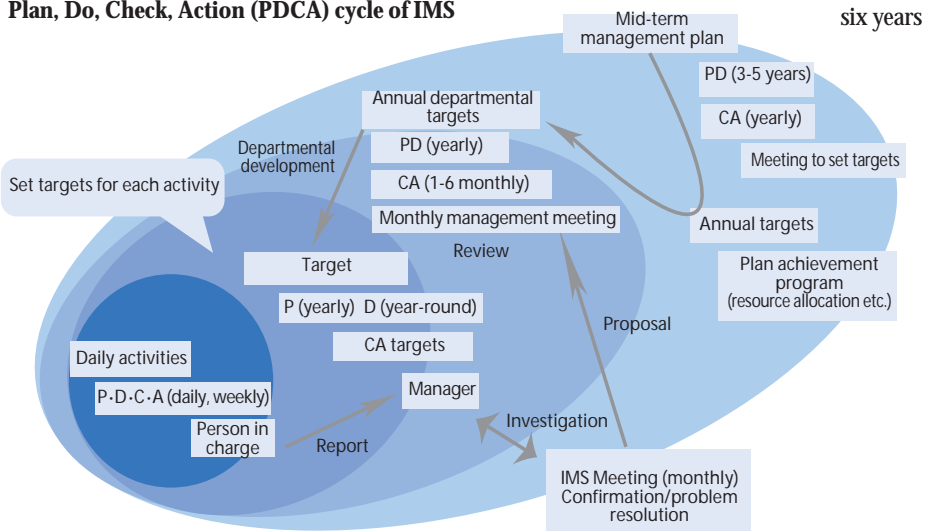 Plan, Do, Check, Action (PDCA) cycle of IMS
six years
Mid-term
management plan
PD (3-5 years)
CA (yearly)
Meeting to set targets
Annual targets
Plan achievement
program
(resource allocation etc.)
Annual departmental
targets
PD (yearly)
CA (1-6 monthly)
Monthly management meeting
Review
Departmental
development
Set targets for each activity
Target
P (yearly) D (year-round)
CA targets
Manager
Proposal
Investigation
Daily activities
P·D·C·A (daily, weekly)
Person in
charge
Report
IMS Meeting (monthly)
Confirmation/problem
resolution